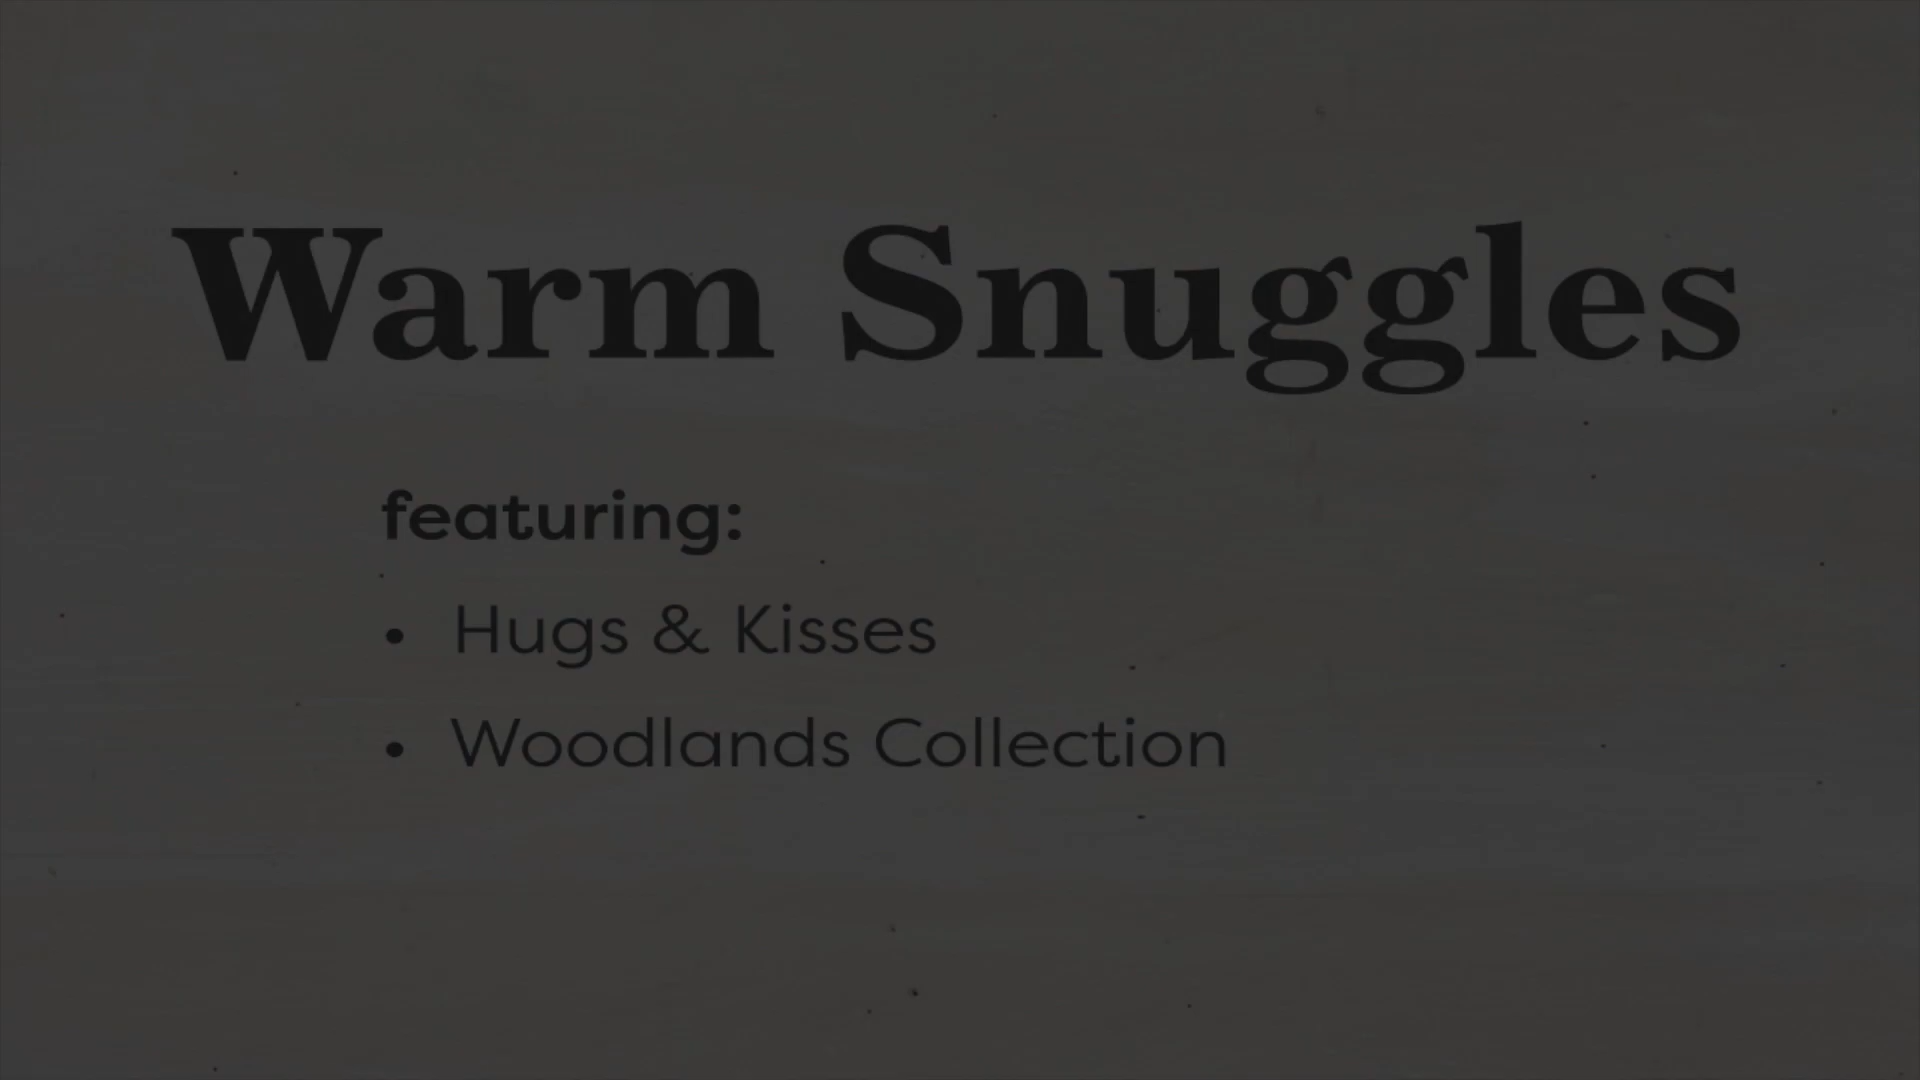 Warm Snuggles
featuring:
• Hugs & Kisses
• Woodlands Collection